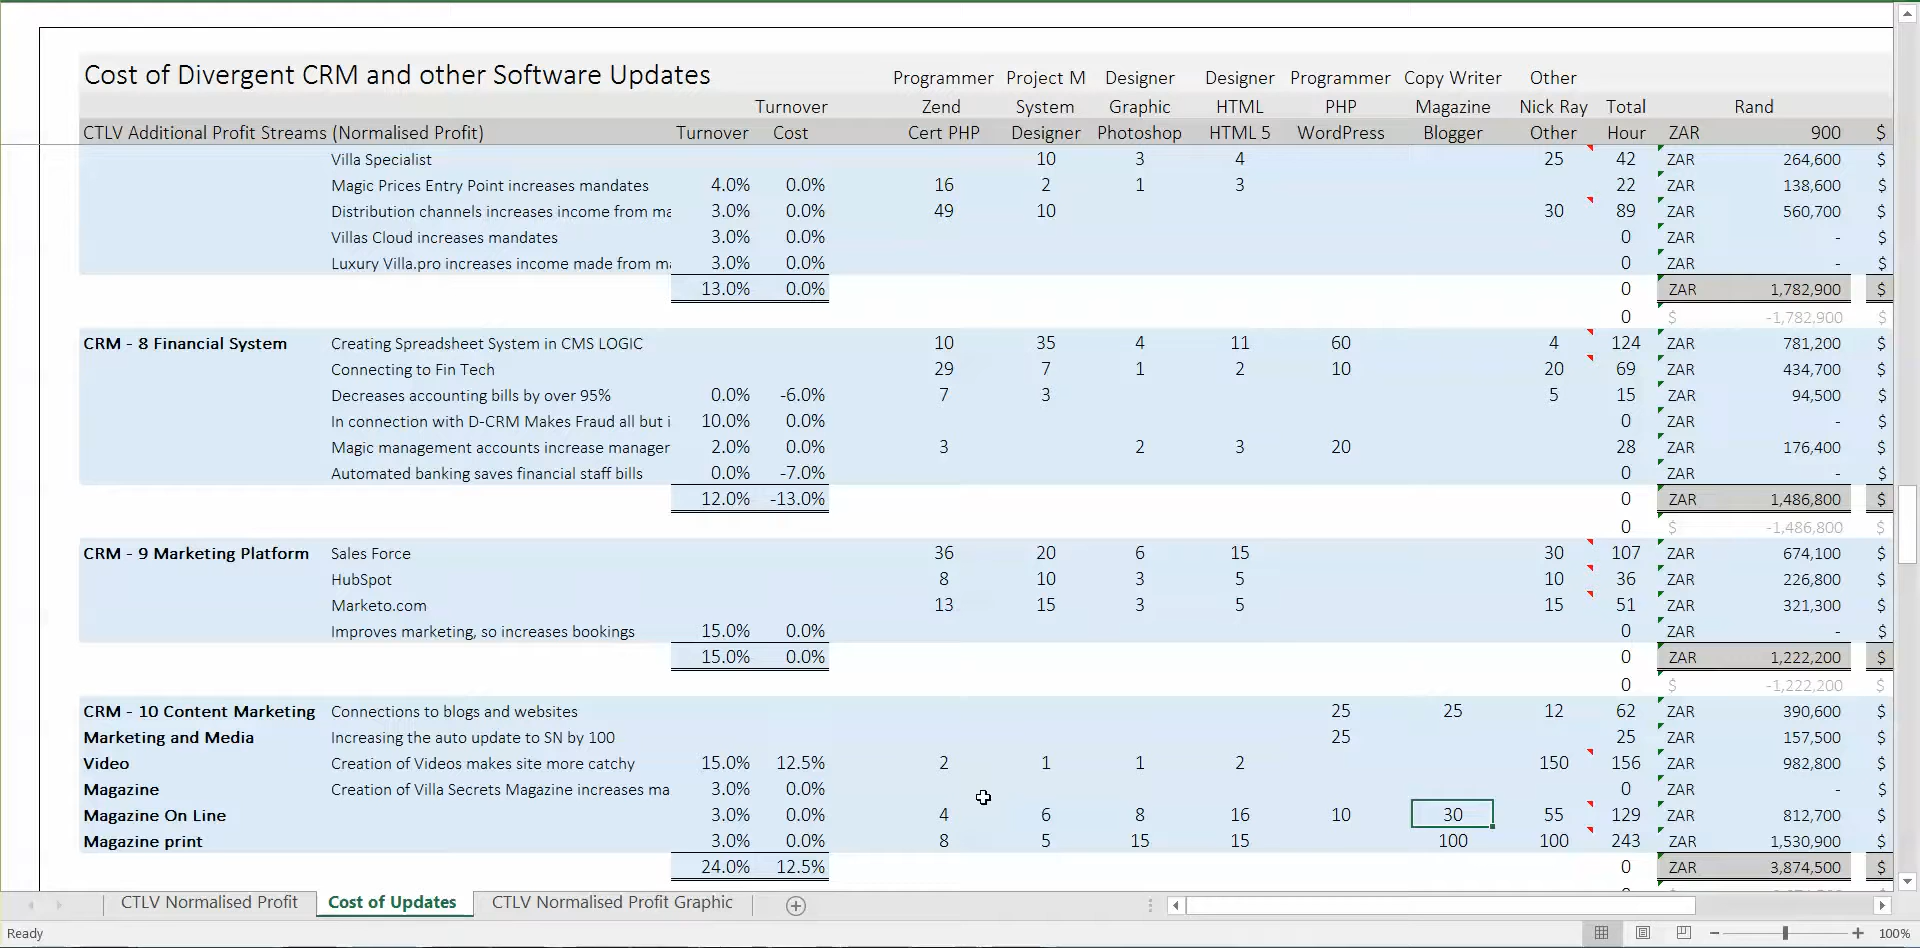 Cost of Divergent CRM and other Software Updates Programmer Project M Designer Designer Programmer Copy Writer Other
Turnover Zend System Graphic HTML PHP Magazine Nick Ray Total Rand
CTLV Additional Profit Streams (Normalised Profit) Turnover Cost Cert PHP Designer Photoshop HTML 5 WordPress Blogger Other Hour ZAR 900 $
Villa Specialist 10 3 4 25 42 ZAR 264,600 $
Magic Prices Entry Point increases mandates 4.0% 0.0% 16 2 1 3 22 ZAR 138,600 $
Distribution channels increases income from ma 3.0% 0.0% 49 10 30 89 ZAR 560,700 $
Villas Cloud increases mandates 3.0% 0.0% 0 ZAR - $
Luxury Villa.pro increases income made from m 3.0% 0.0% 0 ZAR - $
13.0% 0.0% 0 ZAR 1,782,900 $
0 $ -1,782,900 $
CRM - 8 Financial System Creating Spreadsheet System in CMS LOGIC 10 35 4 11 60 4 124 ZAR 781,200 $
Connecting to Fin Tech 29 7 1 2 10 20 69 ZAR 434,700 $
Decreases accounting bills by over 95% 0.0% -6.0% 7 3 5 15 ZAR 94,500 $
In connection with D-CRM Makes Fraud all but i 10.0% 0.0% 0 ZAR - $
Magic management accounts increase manager 2.0% 0.0% 3 2 3 20 28 ZAR 176,400 $
Automated banking saves financial staff bills 0.0% -7.0% 0 ZAR - $
12.0% -13.0% 0 ZAR 1,486,800 $
0 $ -1,486,800 $
CRM - 9 Marketing Platform Sales Force 36 20 6 15 30 107 ZAR 674,100 $
HubSpot 8 10 3 5 10 36 ZAR 226,800 $
Marketo.com 13 15 3 5 15 51 ZAR 321,300 $
Improves marketing, so increases bookings 15.0% 0.0% 0 ZAR - $
15.0% 0.0% 0 ZAR 1,222,200 $
0 $ -1,222,200 $
CRM - 10 Content Marketing Connections to blogs and websites 25 25 12 62 ZAR 390,600 $
Marketing and Media Increasing the auto update to SN by 100 25 25 ZAR 157,500 $
Video Creation of Videos makes site more catchy 15.0% 12.5% 2 1 1 2 150 156 ZAR 982,800 $
Magazine Creation of Villa Secrets Magazine increases ma 3.0% 0.0% 0 ZAR - $
Magazine On Line 3.0% 0.0% 4 6 8 16 10 30 55 129 ZAR 812,700 $
Magazine print 3.0% 0.0% 8 5 15 15 100 100 243 ZAR 1,530,900 $
24.0% 12.5% 0 ZAR 3,874,500 $
CTLV Normalised Profit Cost of Updates CTLV Normalised Profit Graphic
Ready 100%